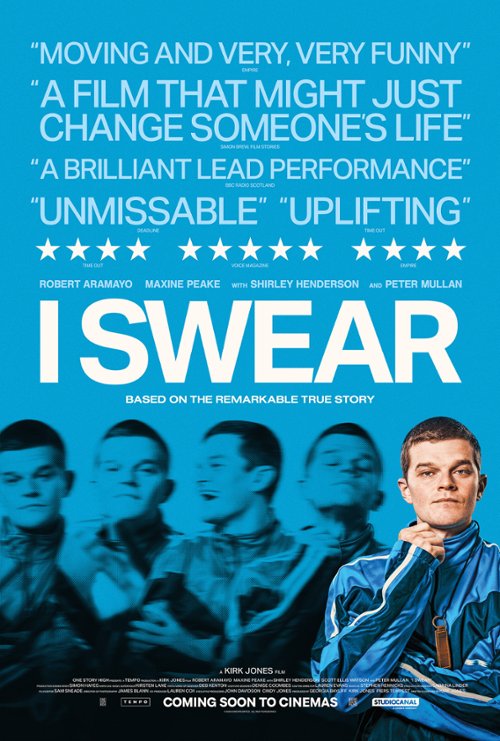 “MOVING AND VERY, VERY FUNNY”
EMPIRE
“A FILM THAT MIGHT JUST
CHANGE SOMEONE’S LIFE”
SIMON BREW, FILM STORIES
“A BRILLIANT LEAD PERFORMANCE”
BBC RADIO SCOTLAND
“UNMISSABLE” “UPLIFTING”
DEADLINE TIME OUT
TIME OUT VOICE MAGAZINE EMPIRE
ROBERT ARAMAYO MAXINE PEAKE WITH SHIRLEY HENDERSON AND PETER MULLAN
I SWEAR
BASED ON THE REMARKABLE TRUE STORY
A KIRK JONES FILM
TEMPO COMING SOON TO CINEMAS STUDIOCANAL